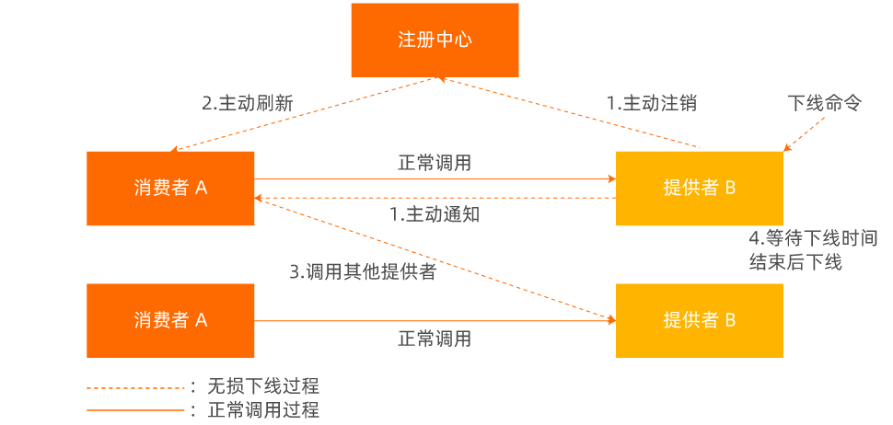 注册中心
2.主动刷新
1.主动注销
下线命令
消费者 A
正常调用
提供者 B
1.主动通知
4.等待下线时间
结束后下线
3.调用其他提供者
消费者 A
正常调用
提供者 B
：无损下线过程
：正常调用过程